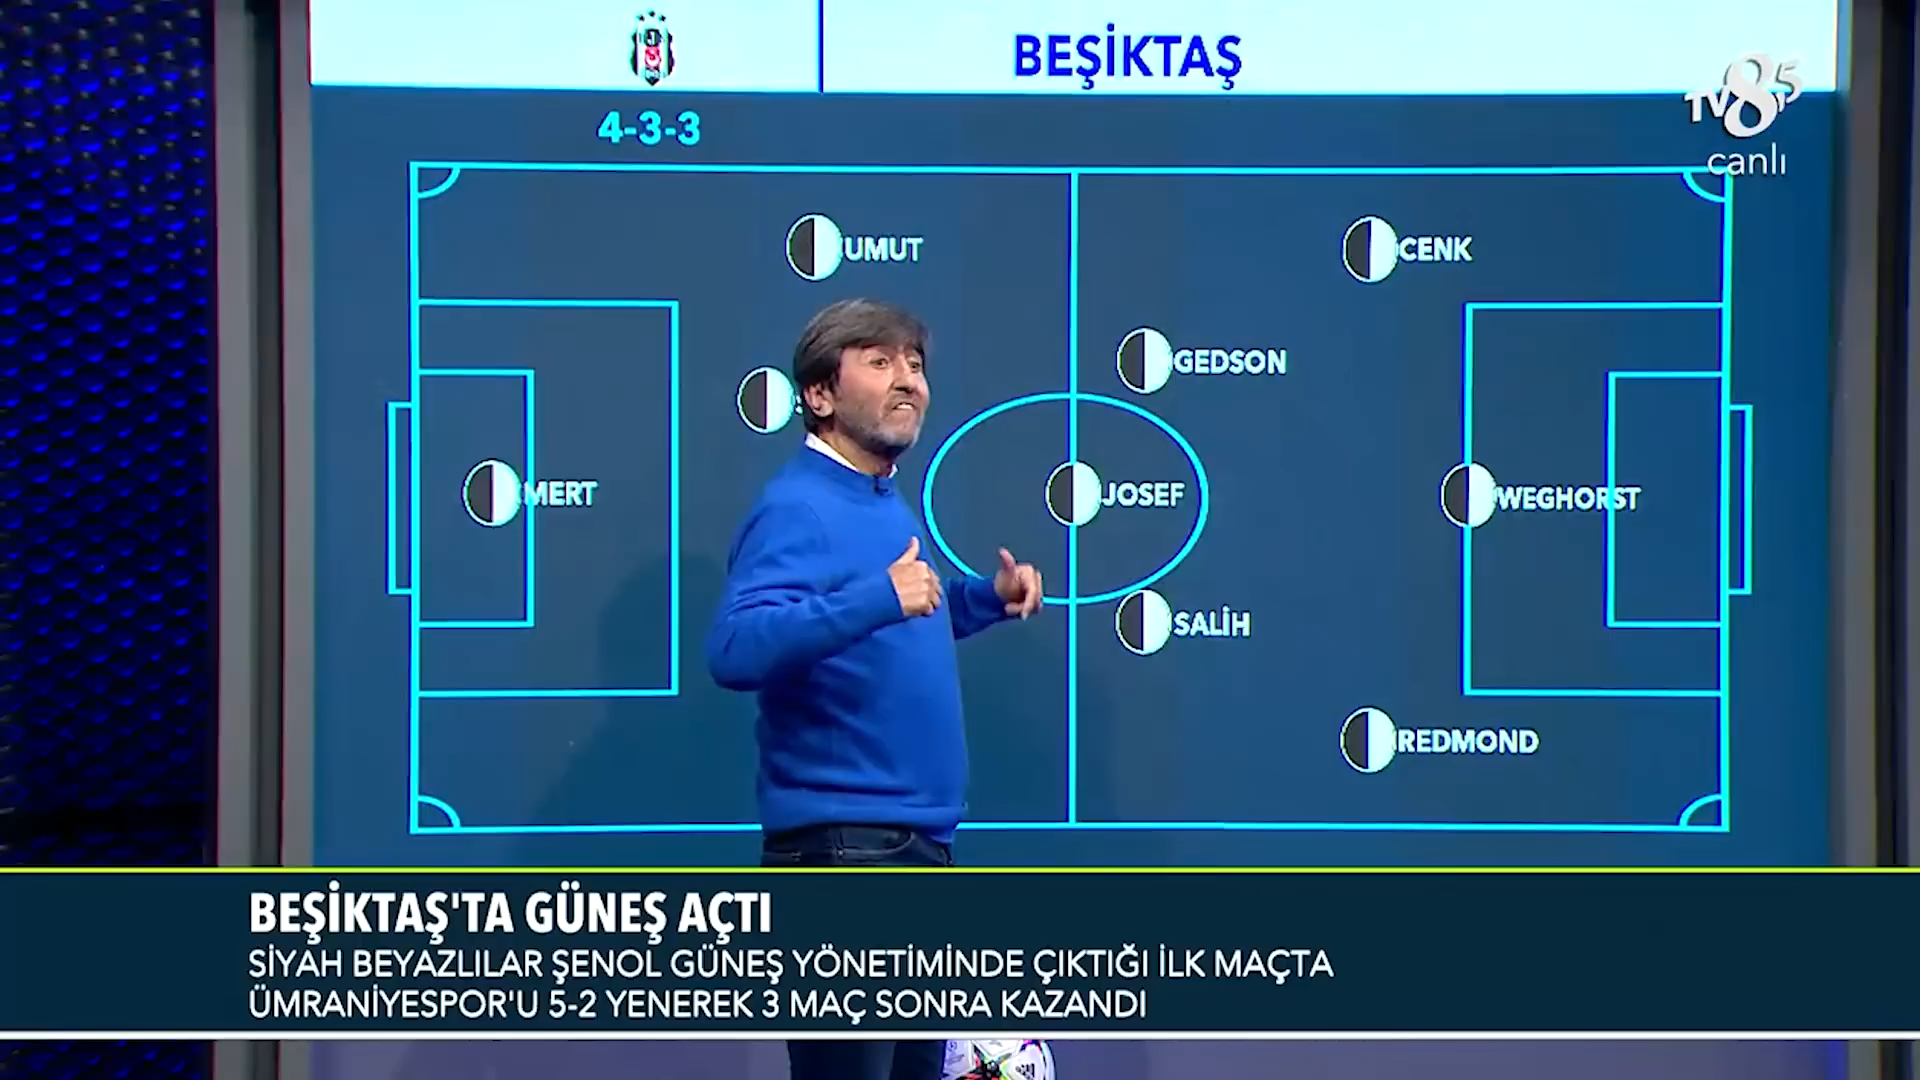 BEŞİKTAŞ
TV8,5
canlı
4-3-3
UMUT
CENK
GEDSON
MERT
JOSEF
WEGHORST
SALİH
REDMOND
BEŞİKTAŞ'TA GÜNEŞ AÇTI
SİYAH BEYAZLILAR ŞENOL GÜNEŞ YÖNETİMİNDE ÇIKTIĞI İLK MAÇTA
ÜMRANİYESPOR'U 5-2 YENEREK 3 MAÇ SONRA KAZANDI